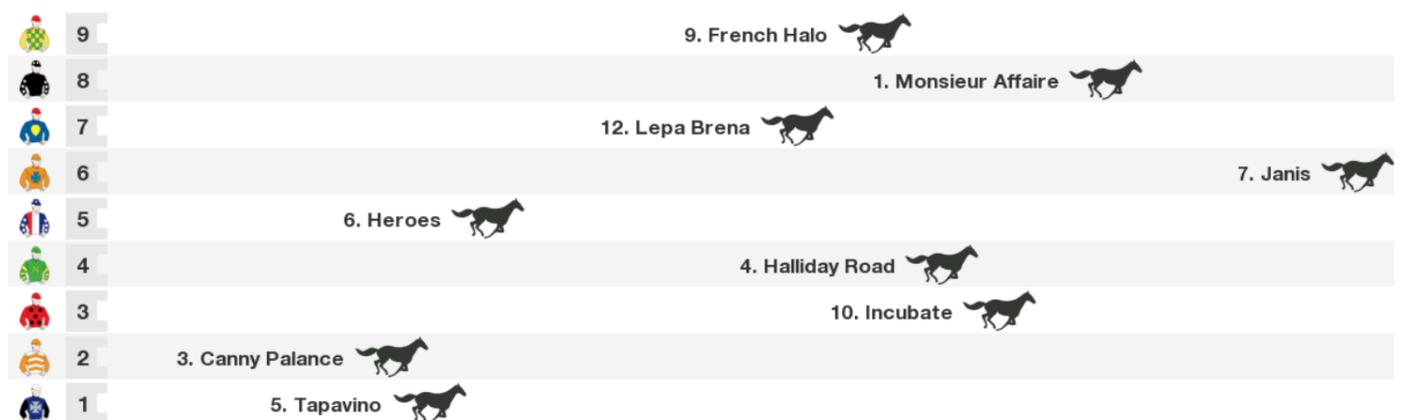 9 9. French Halo
8 1. Monsieur Affaire
7 12. Lepa Brena
6 7. Janis
5 6. Heroes
4 4. Halliday Road
N
3 10. Incubate
2 3. Canny Palance
1 5. Tapavino